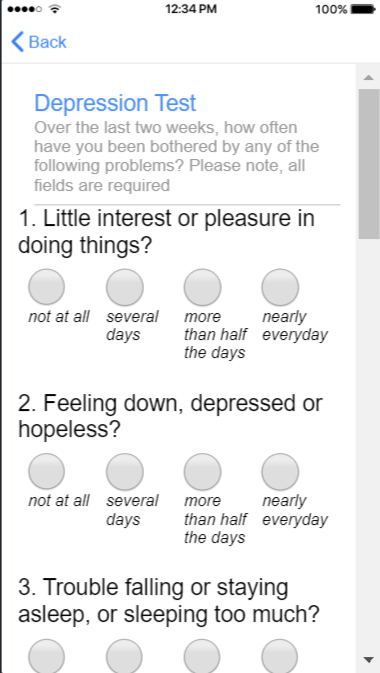 12:34 PM
100%
Back
Depression Test
Over the last two weeks, how often
have you been bothered by any of the
following problems? Please note, all
fields are required
1. Little interest or pleasure in
doing things?
not at all several more nearly
days than half everyday
the days
2. Feeling down, depressed or
hopeless?
not at all several more nearly
days than half everyday
the days
3. Trouble falling or staying
asleep, or sleeping too much?